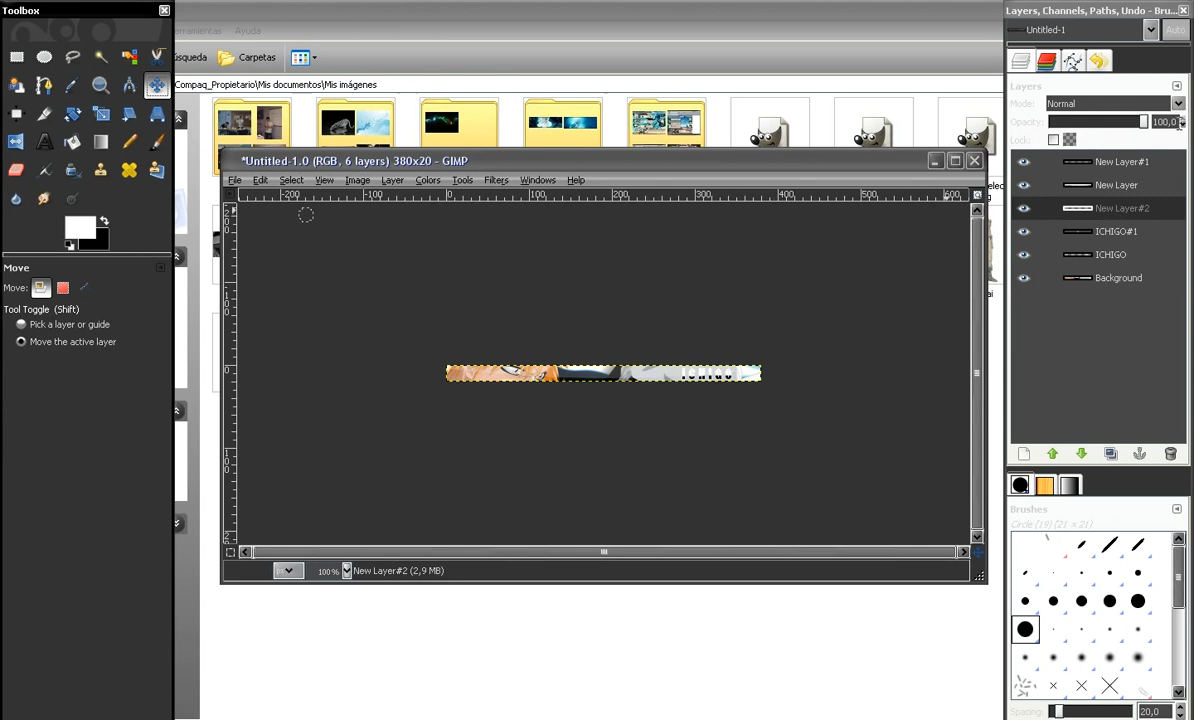 Toolbox
Layers, Channels, Paths, Undo - Bru...
Untitled-1
Auto
erramientas
Ayuda
úsqueda
Carpetas
Compaq_Propietario\Mis documentos\Mis imágenes
Layers
Mode:
Normal
Opacity:
100,0
Lock:
*Untitled-1.0 (RGB, 6 layers) 380x20 - GIMP
File Edit Select View Image Layer Colors Tools Filters Windows Help
-200 -100 0 100 200 300 400 500 600
New Layer#1
New Layer
New Layer#2
ICHIGO#1
ICHIGO
Background
Move
Move:
Tool Toggle (Shift)
Pick a layer or guide
Move the active layer
ICHIGO
100%
New Layer#2 (2,9 MB)
Brushes
Circle (19) (21 × 21)
Spacing:
20,0